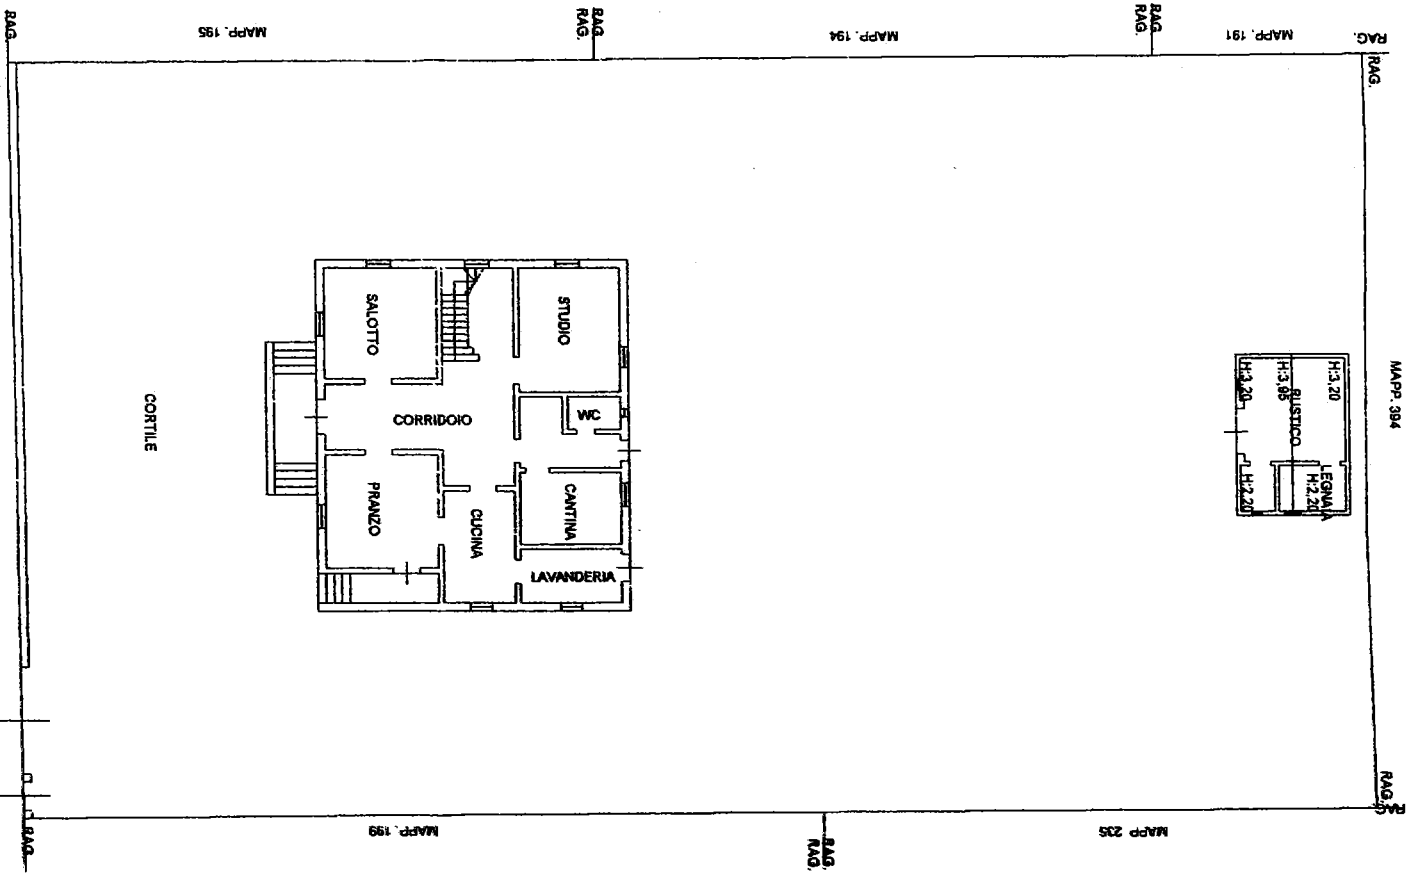 RAG.
MAPP. 195
RAG.
RAG.
MAPP. 194
RAG.
RAG.
MAPP. 191
RAG.
RAG.
MAPP. 394
SALOTTO
STUDIO
WC
CORRIDOIO
PRANZO
CUCINA
CANTINA
LAVANDERIA
CORTILE
H:3,20
H:3,95
H:3,20
RUSTICO
LEGNAIA
H:2,20
H:2,20
RAG.
MAPP. 199
RAG.
RAG.
MAPP 235
RAG.
RAG.